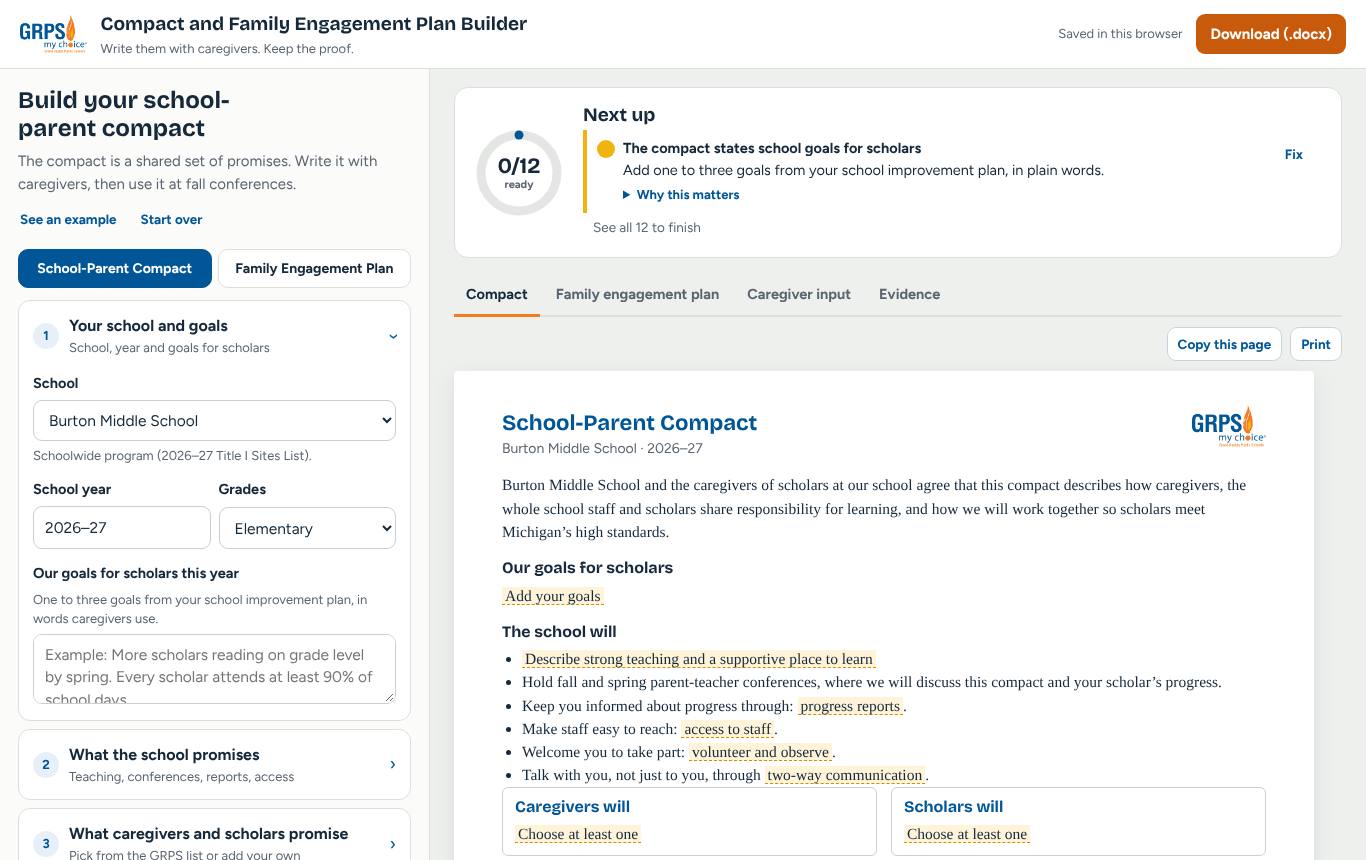 GRPS
my choice
Compact and Family Engagement Plan Builder
Write them with caregivers. Keep the proof.
Saved in this browser
Download (.docx)
Build your school-
parent compact
The compact is a shared set of promises. Write it with
caregivers, then use it at fall conferences.
See an example
Start over
School-Parent Compact
Family Engagement Plan
1
Your school and goals
School, year and goals for scholars
School
Burton Middle School
Schoolwide program (2026–27 Title I Sites List).
School year
Grades
2026–27
Elementary
Our goals for scholars this year
One to three goals from your school improvement plan, in
words caregivers use.
Example: More scholars reading on grade level
by spring. Every scholar attends at least 90% of
school days
2
What the school promises
Teaching, conferences, reports, access
3
What caregivers and scholars promise
Pick from the GRPS list or add your own
0/12
ready
Next up
The compact states school goals for scholars
Add one to three goals from your school improvement plan, in plain words.
Why this matters
Fix
See all 12 to finish
Compact
Family engagement plan
Caregiver input
Evidence
Copy this page
Print
School-Parent Compact
Burton Middle School · 2026–27
GRPS
my choice
Burton Middle School and the caregivers of scholars at our school agree that this compact describes how caregivers, the
whole school staff and scholars share responsibility for learning, and how we will work together so scholars meet
Michigan’s high standards.
Our goals for scholars
Add your goals
The school will
Describe strong teaching and a supportive place to learn
Hold fall and spring parent-teacher conferences, where we will discuss this compact and your scholar’s progress.
Keep you informed about progress through: progress reports.
Make staff easy to reach: access to staff.
Welcome you to take part: volunteer and observe.
Talk with you, not just to you, through two-way communication.
Caregivers will
Choose at least one
Scholars will
Choose at least one